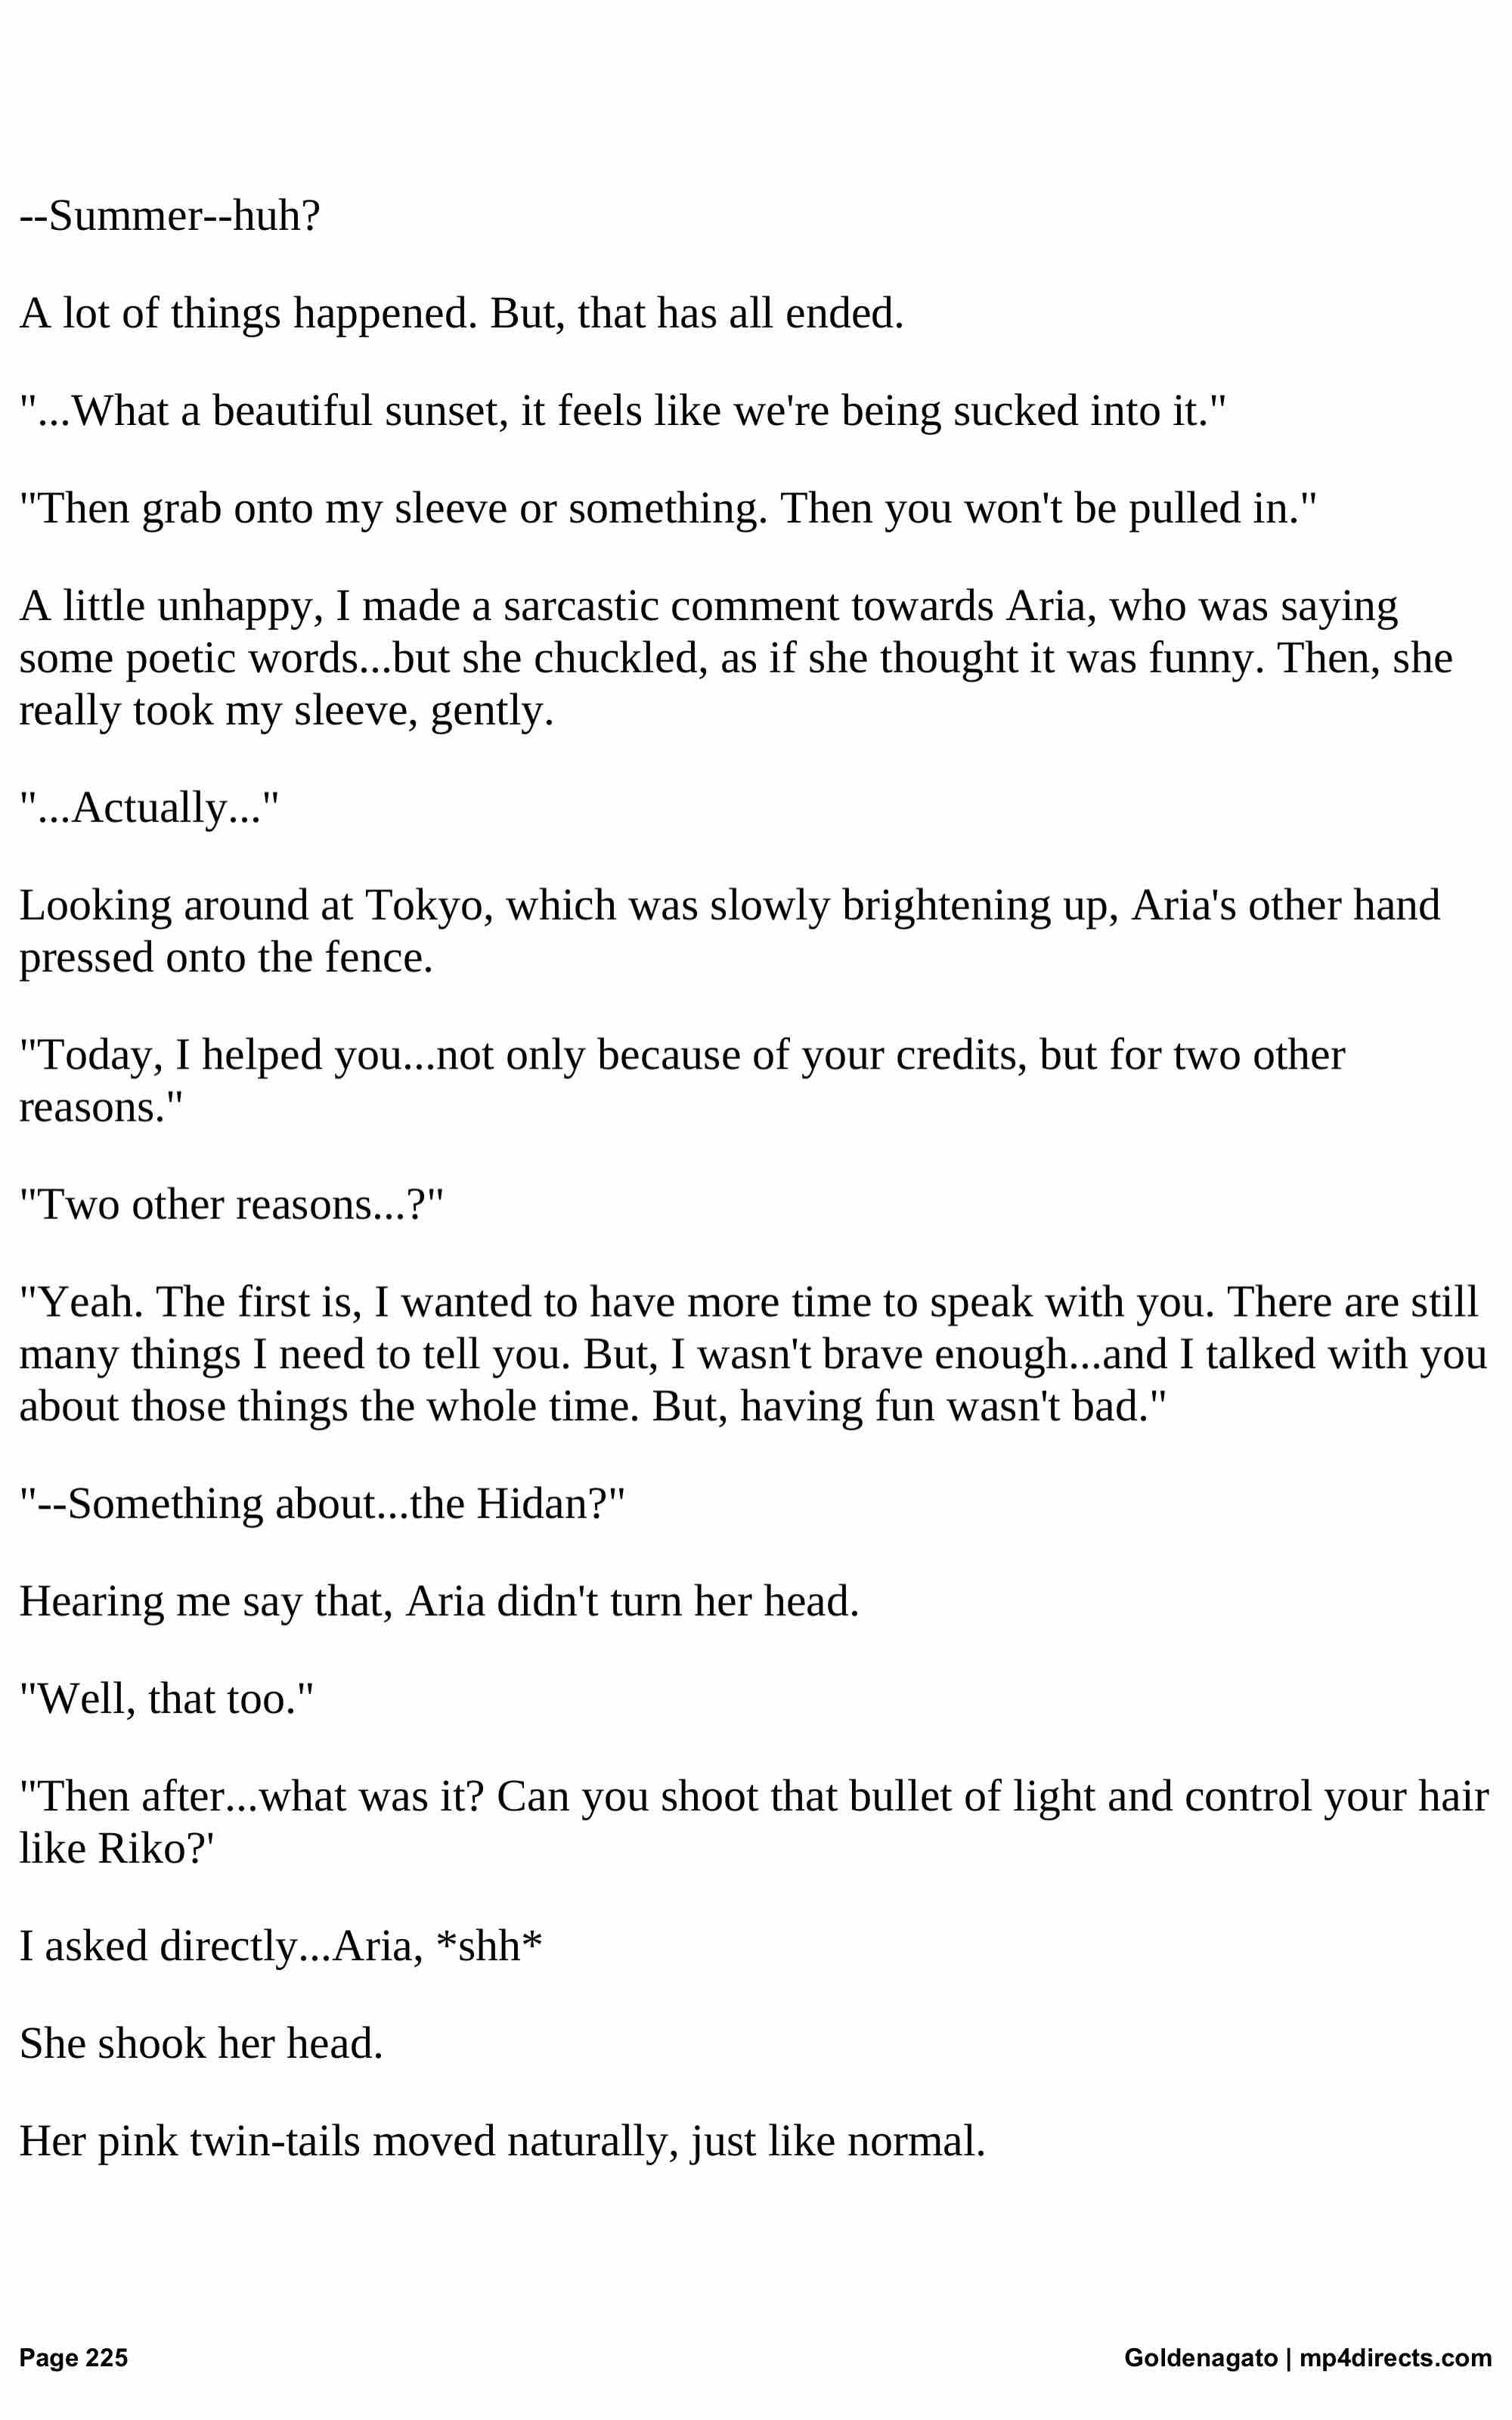 --Summer--huh?
A lot of things happened. But, that has all ended.
"...What a beautiful sunset, it feels like we're being sucked into it."
"Then grab onto my sleeve or something. Then you won't be pulled in."
A little unhappy, I made a sarcastic comment towards Aria, who was saying
some poetic words...but she chuckled, as if she thought it was funny. Then, she
really took my sleeve, gently.
"...Actually..."
Looking around at Tokyo, which was slowly brightening up, Aria's other hand
pressed onto the fence.
"Today, I helped you...not only because of your credits, but for two other
reasons."
"Two other reasons...?"
"Yeah. The first is, I wanted to have more time to speak with you. There are still
many things I need to tell you. But, I wasn't brave enough...and I talked with you
about those things the whole time. But, having fun wasn't bad."
"--Something about...the Hidan?"
Hearing me say that, Aria didn't turn her head.
"Well, that too."
"Then after...what was it? Can you shoot that bullet of light and control your hair
like Riko?'
I asked directly...Aria, *shh*
She shook her head.
Her pink twin-tails moved naturally, just like normal.
Page 225
Goldenagato | mp4directs.com